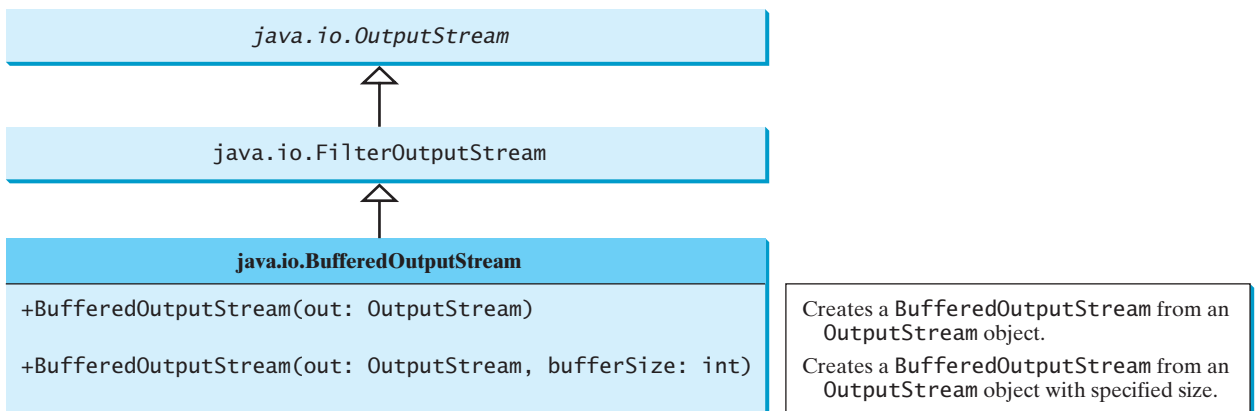 java.io.OutputStream
java.io.FilterOutputStream
java.io.BufferedOutputStream
+BufferedOutputStream(out: OutputStream)
+BufferedOutputStream(out: OutputStream, bufferSize: int)
Creates a BufferedOutputStream from an
OutputStream object.
Creates a BufferedOutputStream from an
OutputStream object with specified size.